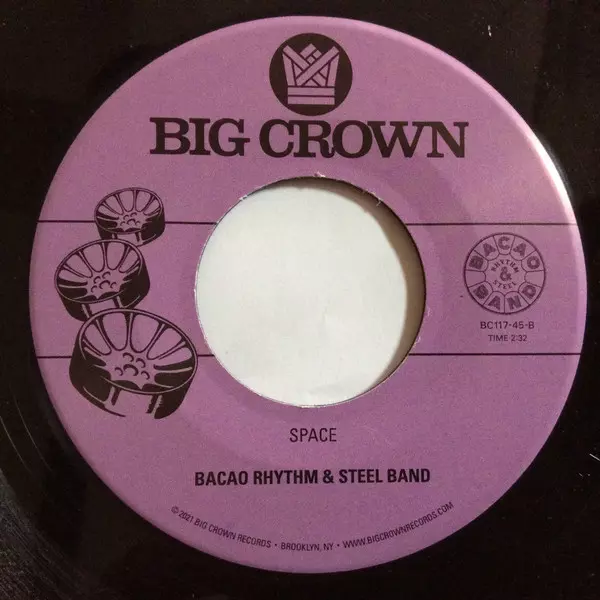 BIG CROWN
BACAO
RHYTHM
&
STEEL
BAND
BC117-45-B
TIME 2:32
SPACE
BACAO RHYTHM & STEEL BAND
© 2021 BIG CROWN RECORDS • BROOKLYN, NY • WWW.BIGCROWNRECORDS.COM